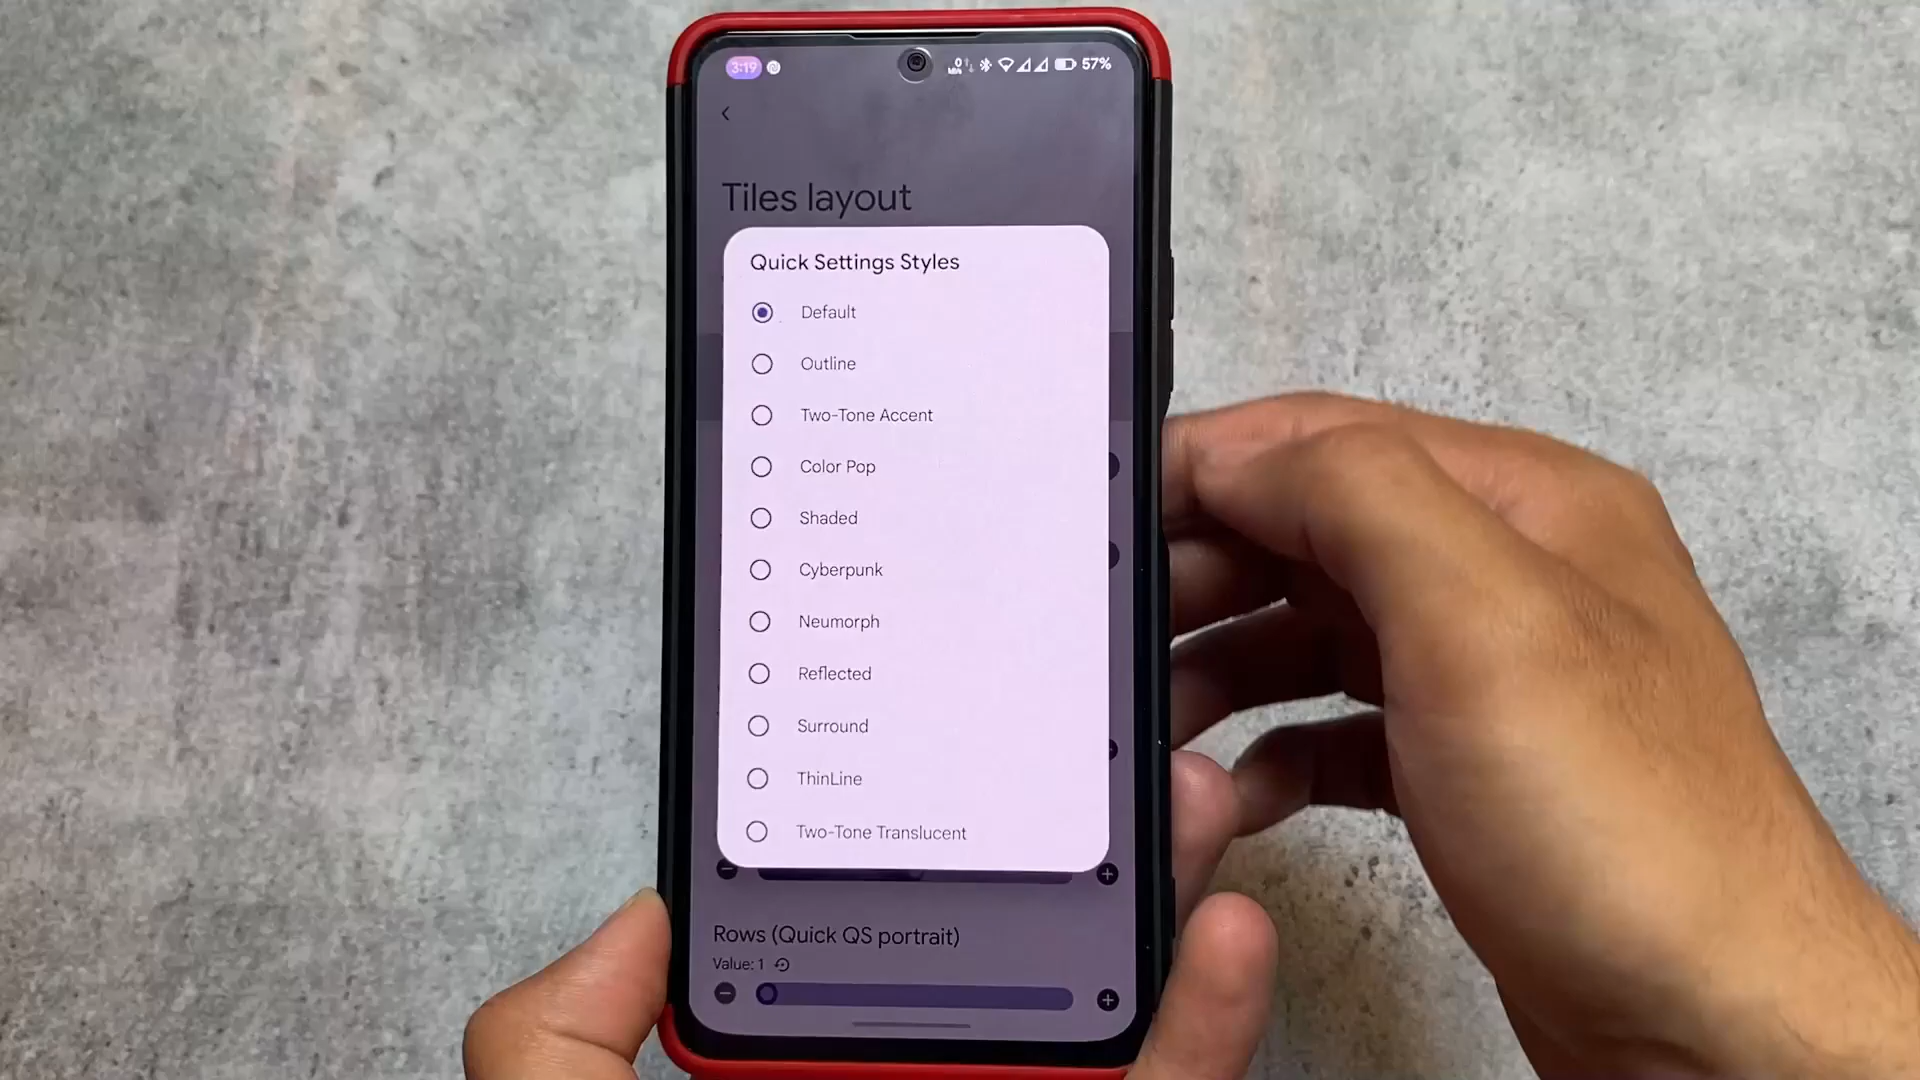 3:19
57%
Tiles layout
Quick Settings Styles
Default
Outline
Two-Tone Accent
Color Pop
Shaded
Cyberpunk
Neumorph
Reflected
Surround
ThinLine
Two-Tone Translucent
Rows (Quick QS portrait)
Value: 1